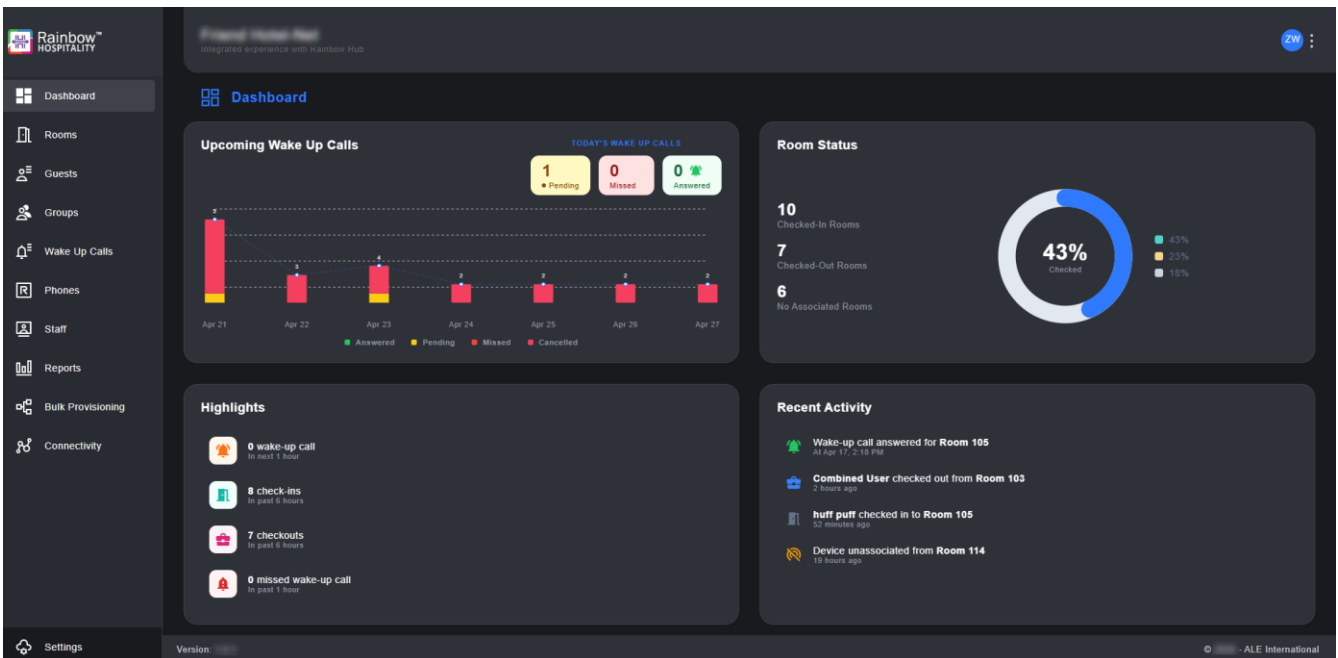 Rainbow™
HOSPITALITY
Integrated experience with Rainbow Hub
ZW
Dashboard
Rooms
Guests
Groups
Wake Up Calls
Phones
Staff
Reports
Bulk Provisioning
Connectivity
Settings
Dashboard
Upcoming Wake Up Calls
TODAY'S WAKE UP CALLS
1
Pending
0
Missed
0
Answered
3
4
2
2
2
2
Apr 21
Apr 22
Apr 23
Apr 24
Apr 25
Apr 26
Apr 27
Answered
Pending
Missed
Cancelled
Room Status
10
Checked-In Rooms
7
Checked-Out Rooms
6
No Associated Rooms
43%
Checked
43%
23%
18%
Highlights
0 wake-up call
In next 1 hour
8 check-ins
In past 6 hours
7 checkouts
In past 6 hours
0 missed wake-up call
In past 1 hour
Recent Activity
Wake-up call answered for Room 105
At Apr 17, 2:18 PM
Combined User checked out from Room 103
2 hours ago
huff puff checked in to Room 105
52 minutes ago
Device unassociated from Room 114
19 hours ago
Version:
© - ALE International